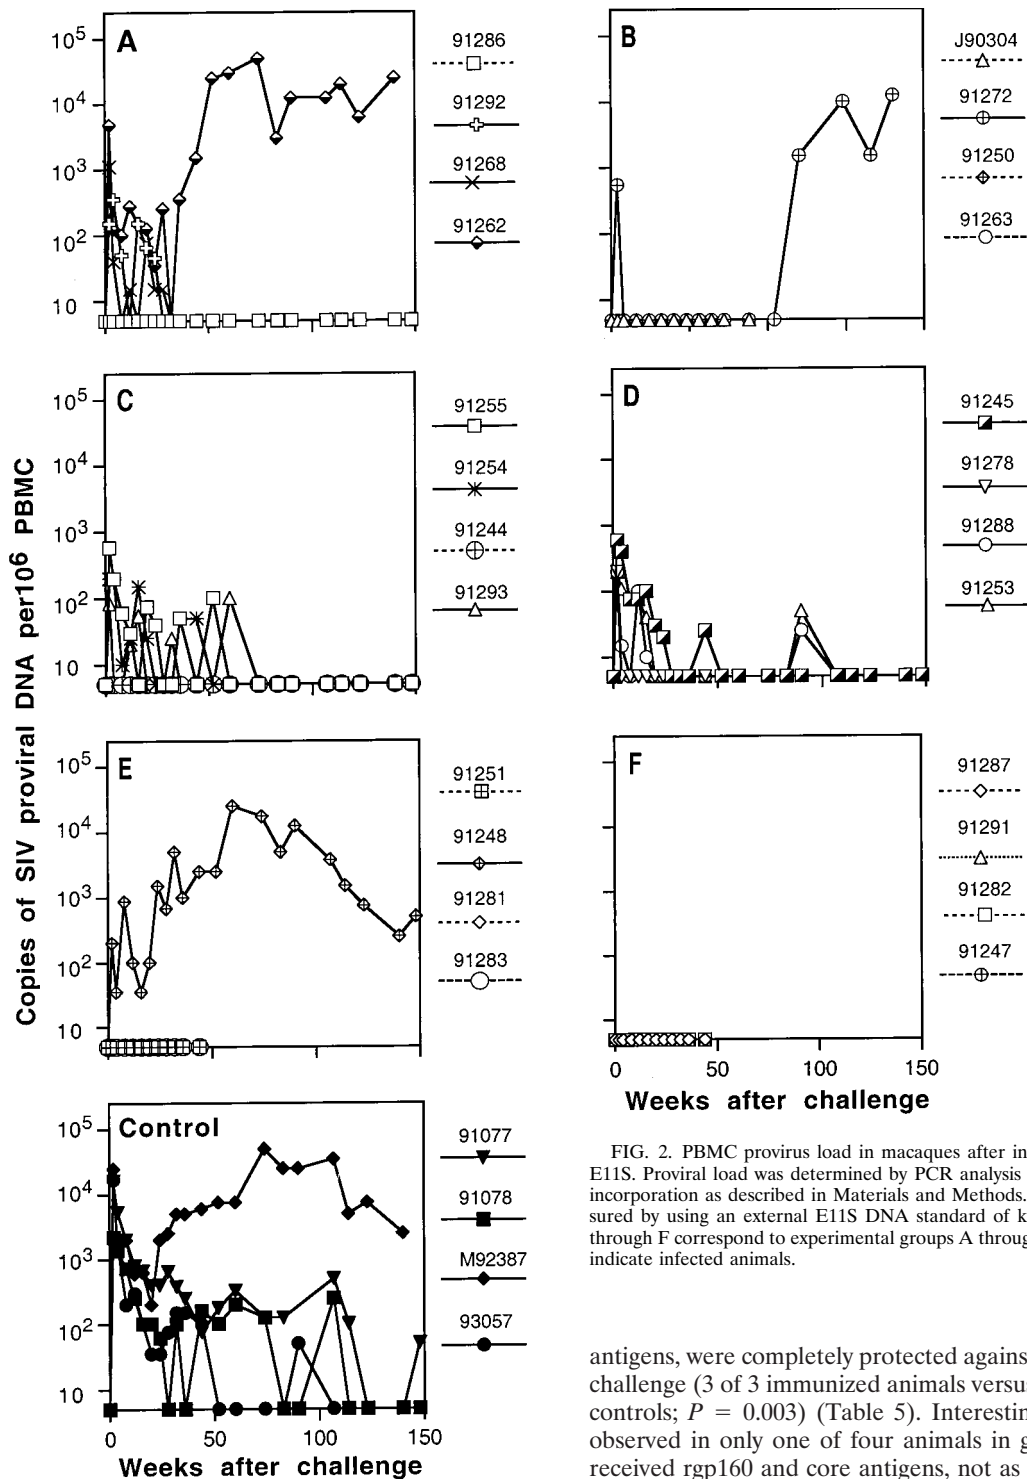 Copies of SIV proviral DNA per10⁶ PBMC
A
10⁵
10⁴
10³
10²
10
91286
91292
91268
91262
B
J90304
91272
91250
91263
C
10⁵
10⁴
10³
10²
10
91255
91254
91244
91293
D
91245
91278
91288
91253
E
10⁵
10⁴
10³
10²
10
91251
91248
91281
91283
F
91287
91291
91282
91247
0 50 100 150
Weeks after challenge
Control
10⁵
10⁴
10³
10²
10
91077
91078
M92387
93057
0 50 100 150
Weeks after challenge
FIG. 2. PBMC provirus load in macaques after in
E11S. Proviral load was determined by PCR analysis
incorporation as described in Materials and Methods.
sured by using an external E11S DNA standard of k
through F correspond to experimental groups A throug
indicate infected animals.
antigens, were completely protected agains
challenge (3 of 3 immunized animals versu
controls; P = 0.003) (Table 5). Interestin
observed in only one of four animals in g
received rgp160 and core antigens, not as